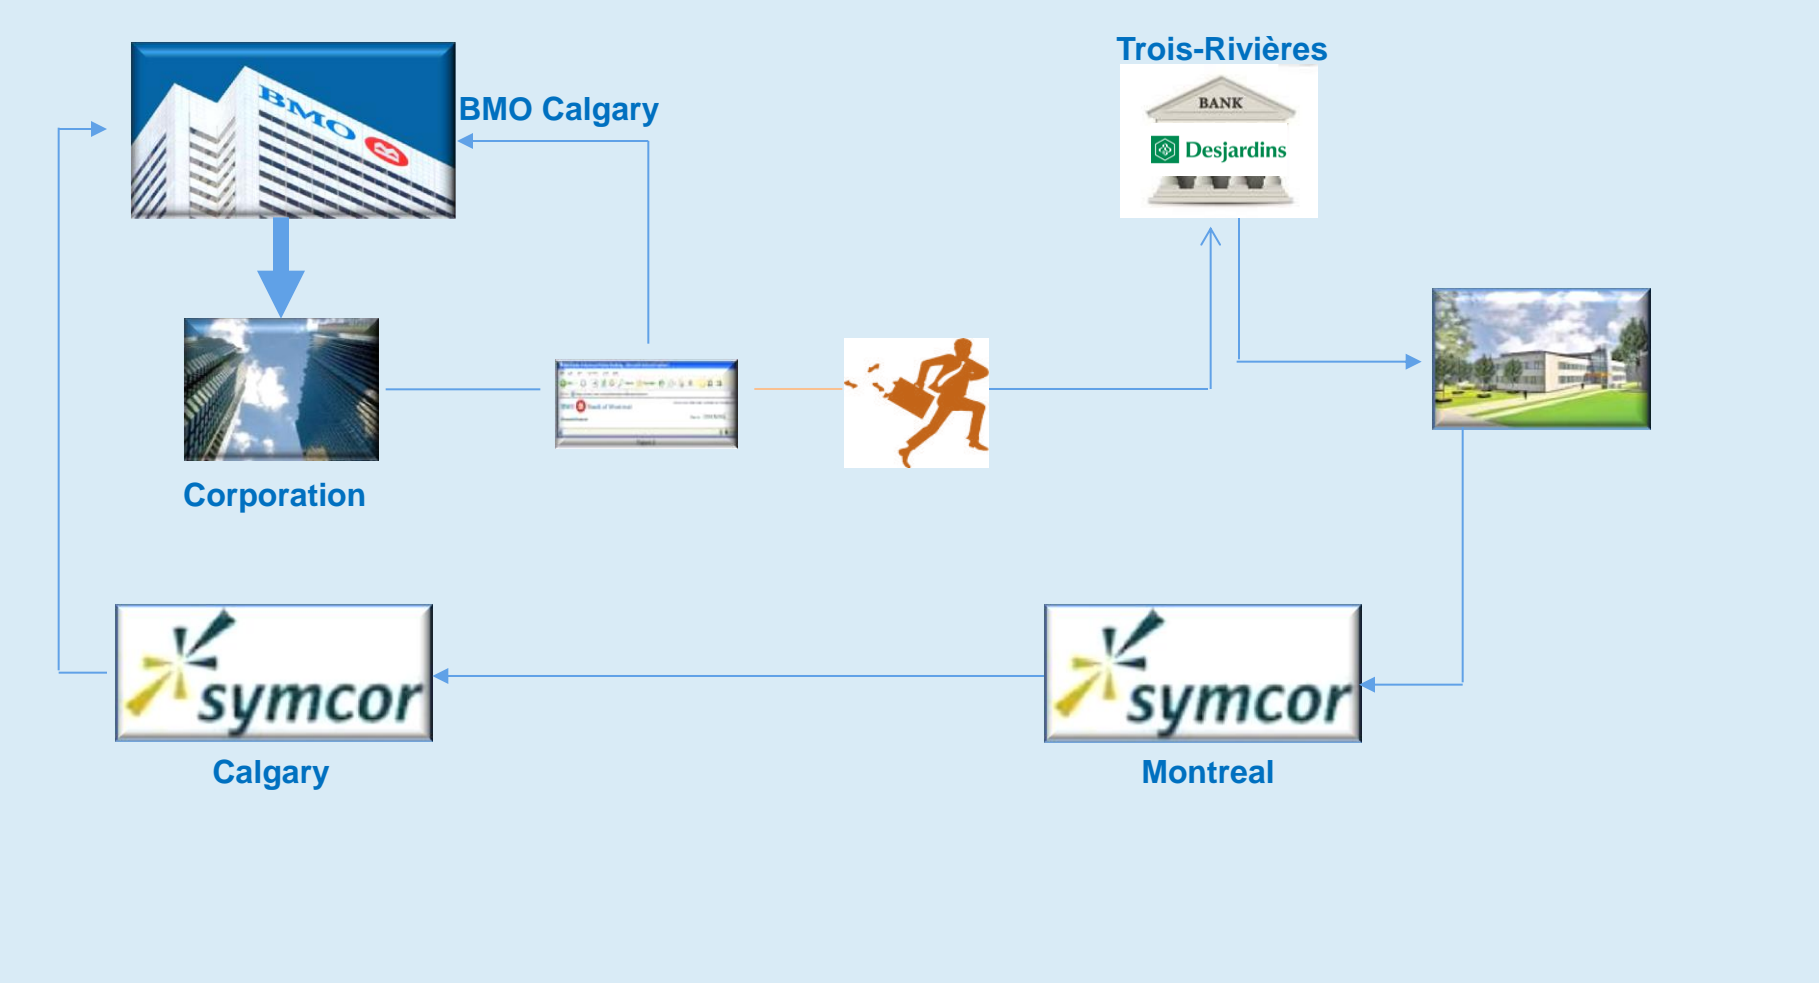 Trois-Rivières
BANK
Desjardins
BMO
BMO Calgary
Corporation
symcor
Calgary
symcor
Montreal